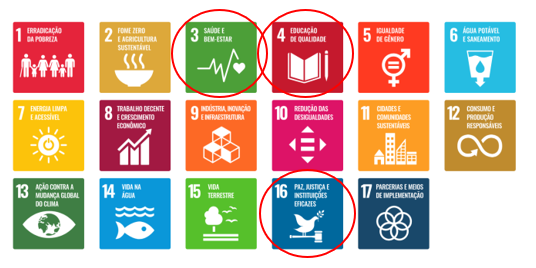 1 ERRADICAÇÃO
DA POBREZA
2 FOME ZERO
E AGRICULTURA
SUSTENTÁVEL
3 SAÚDE E
BEM-ESTAR
4 EDUCAÇÃO
DE QUALIDADE
5 IGUALDADE
DE GÊNERO
6 ÁGUA POTÁVEL
E SANEAMENTO
7 ENERGIA LIMPA
E ACESSÍVEL
8 TRABALHO DECENTE
E CRESCIMENTO
ECONÔMICO
9 INDÚSTRIA, INOVAÇÃO
E INFRAESTRUTURA
10 REDUÇÃO DAS
DESIGUALDADES
11 CIDADES E
COMUNIDADES
SUSTENTÁVEIS
12 CONSUMO E
PRODUÇÃO
RESPONSÁVEIS
13 AÇÃO CONTRA A
MUDANÇA GLOBAL
DO CLIMA
14 VIDA NA
ÁGUA
15 VIDA
TERRESTRE
16 PAZ, JUSTIÇA E
INSTITUIÇÕES
EFICAZES
17 PARCERIAS E MEIOS
DE IMPLEMENTAÇÃO